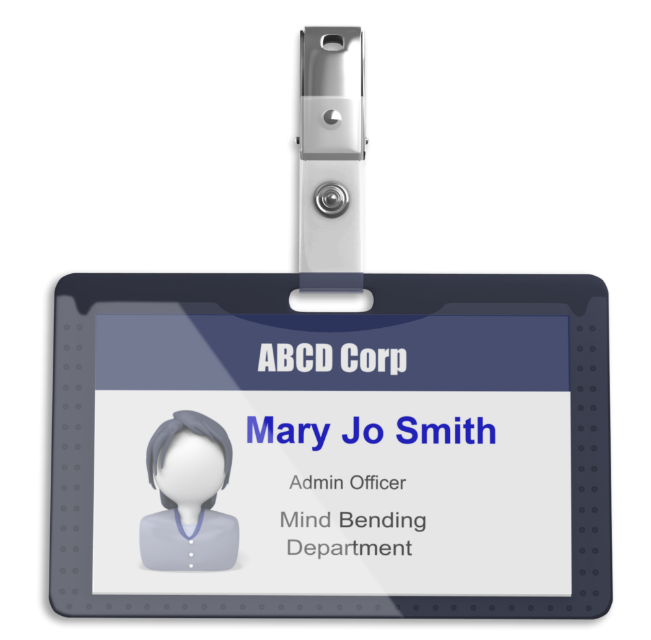 ABCD Corp
Mary Jo Smith
Admin Officer
Mind Bending
Department